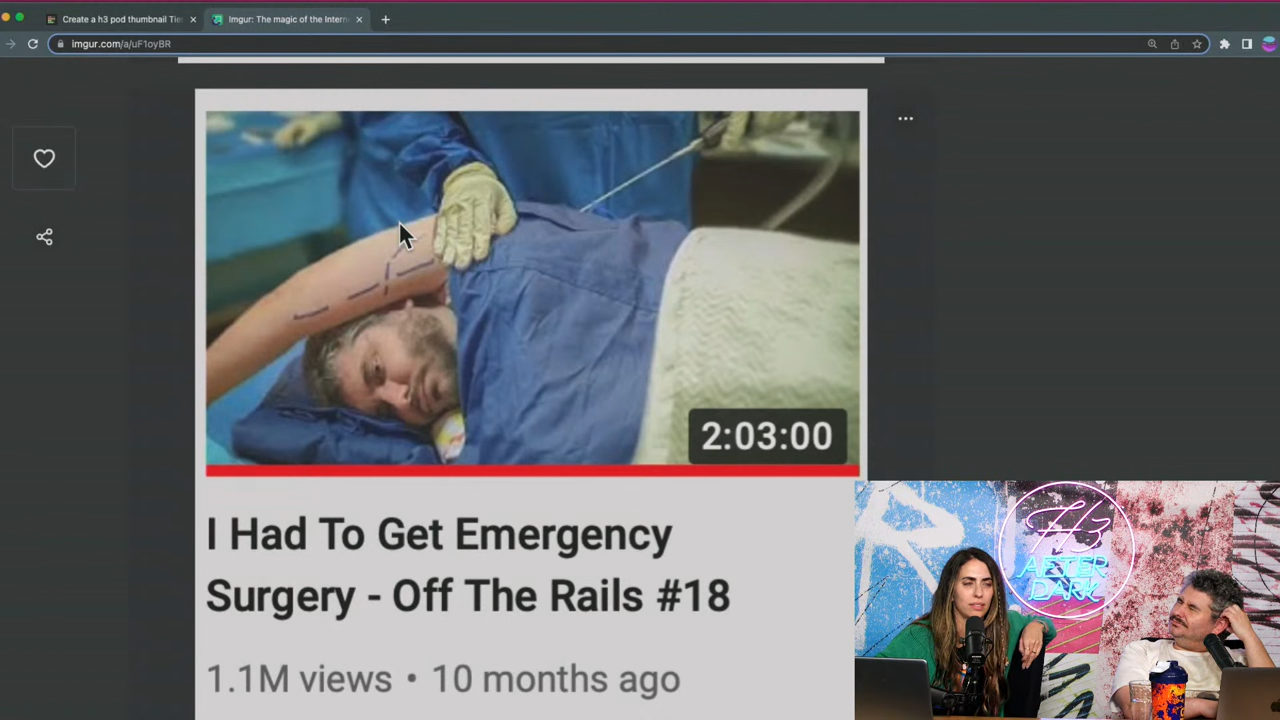 Create a h3 pod thumbnail Tie
Imgur: The magic of the Intern
imgur.com/a/uF1oyBR
2:03:00
I Had To Get Emergency
Surgery - Off The Rails #18
1.1M views • 10 months ago
H3
AFTER
DARK